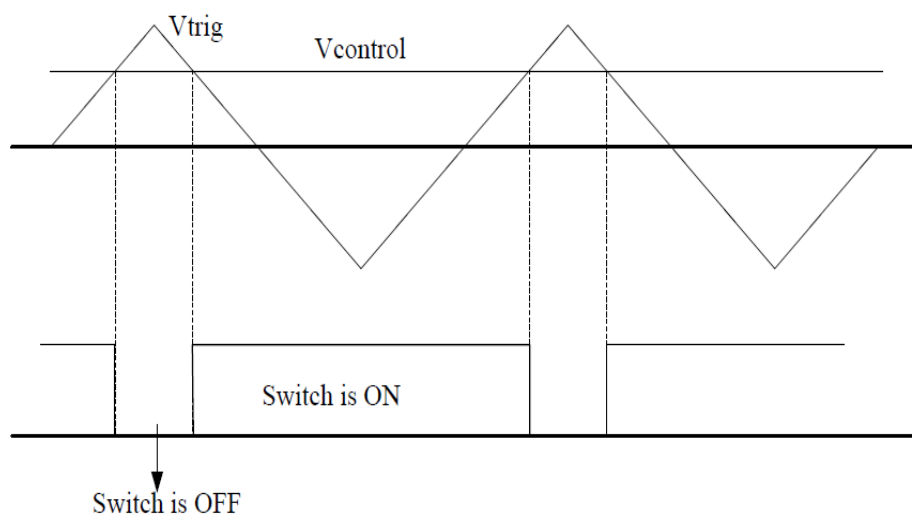 Vtrig
Vcontrol
Switch is ON
Switch is OFF